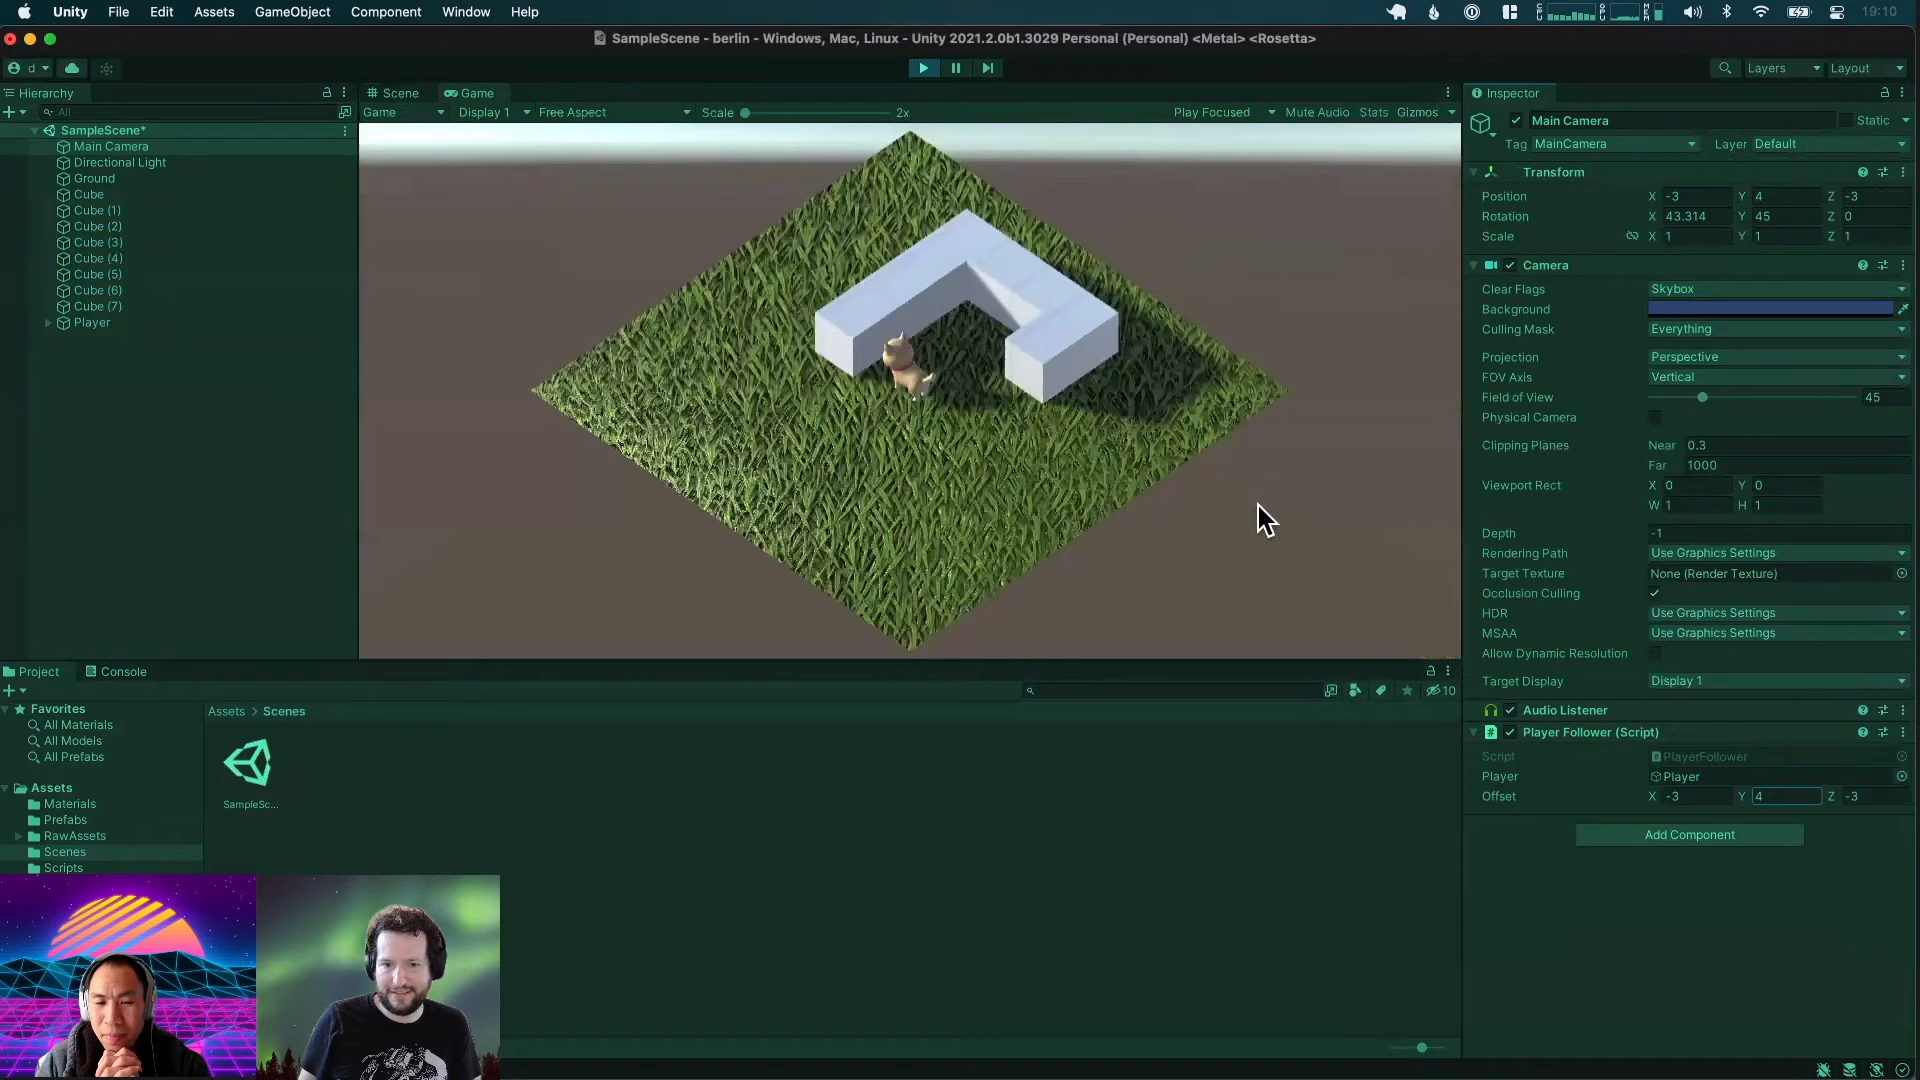 Unity File Edit Assets GameObject Component Window Help 19:10
SampleScene - berlin - Windows, Mac, Linux - Unity 2021.2.0b1.3029 Personal (Personal) <Metal> <Rosetta>
d Layers Layout
Hierarchy
All
SampleScene*
Main Camera
Directional Light
Ground
Cube
Cube (1)
Cube (2)
Cube (3)
Cube (4)
Cube (5)
Cube (6)
Cube (7)
Player
Scene Game
Game Display 1 Free Aspect Scale 2x Play Focused Mute Audio Stats Gizmos
Inspector
Main Camera Static
Tag MainCamera Layer Default
Transform
Position X -3 Y 4 Z -3
Rotation X 43.314 Y 45 Z 0
Scale X 1 Y 1 Z 1
Camera
Clear Flags Skybox
Background
Culling Mask Everything
Projection Perspective
FOV Axis Vertical
Field of View 45
Physical Camera
Clipping Planes Near 0.3
Far 1000
Viewport Rect X 0 Y 0
W 1 H 1
Depth -1
Rendering Path Use Graphics Settings
Target Texture None (Render Texture)
Occlusion Culling
HDR Use Graphics Settings
MSAA Use Graphics Settings
Allow Dynamic Resolution
Target Display Display 1
Audio Listener
Player Follower (Script)
Script PlayerFollower
Player Player
Offset X -3 Y 4 Z -3
Add Component
Project Console
10
Favorites
All Materials
All Models
All Prefabs
Assets
Materials
Prefabs
RawAssets
Scenes
Scripts
Assets > Scenes
SampleSc...